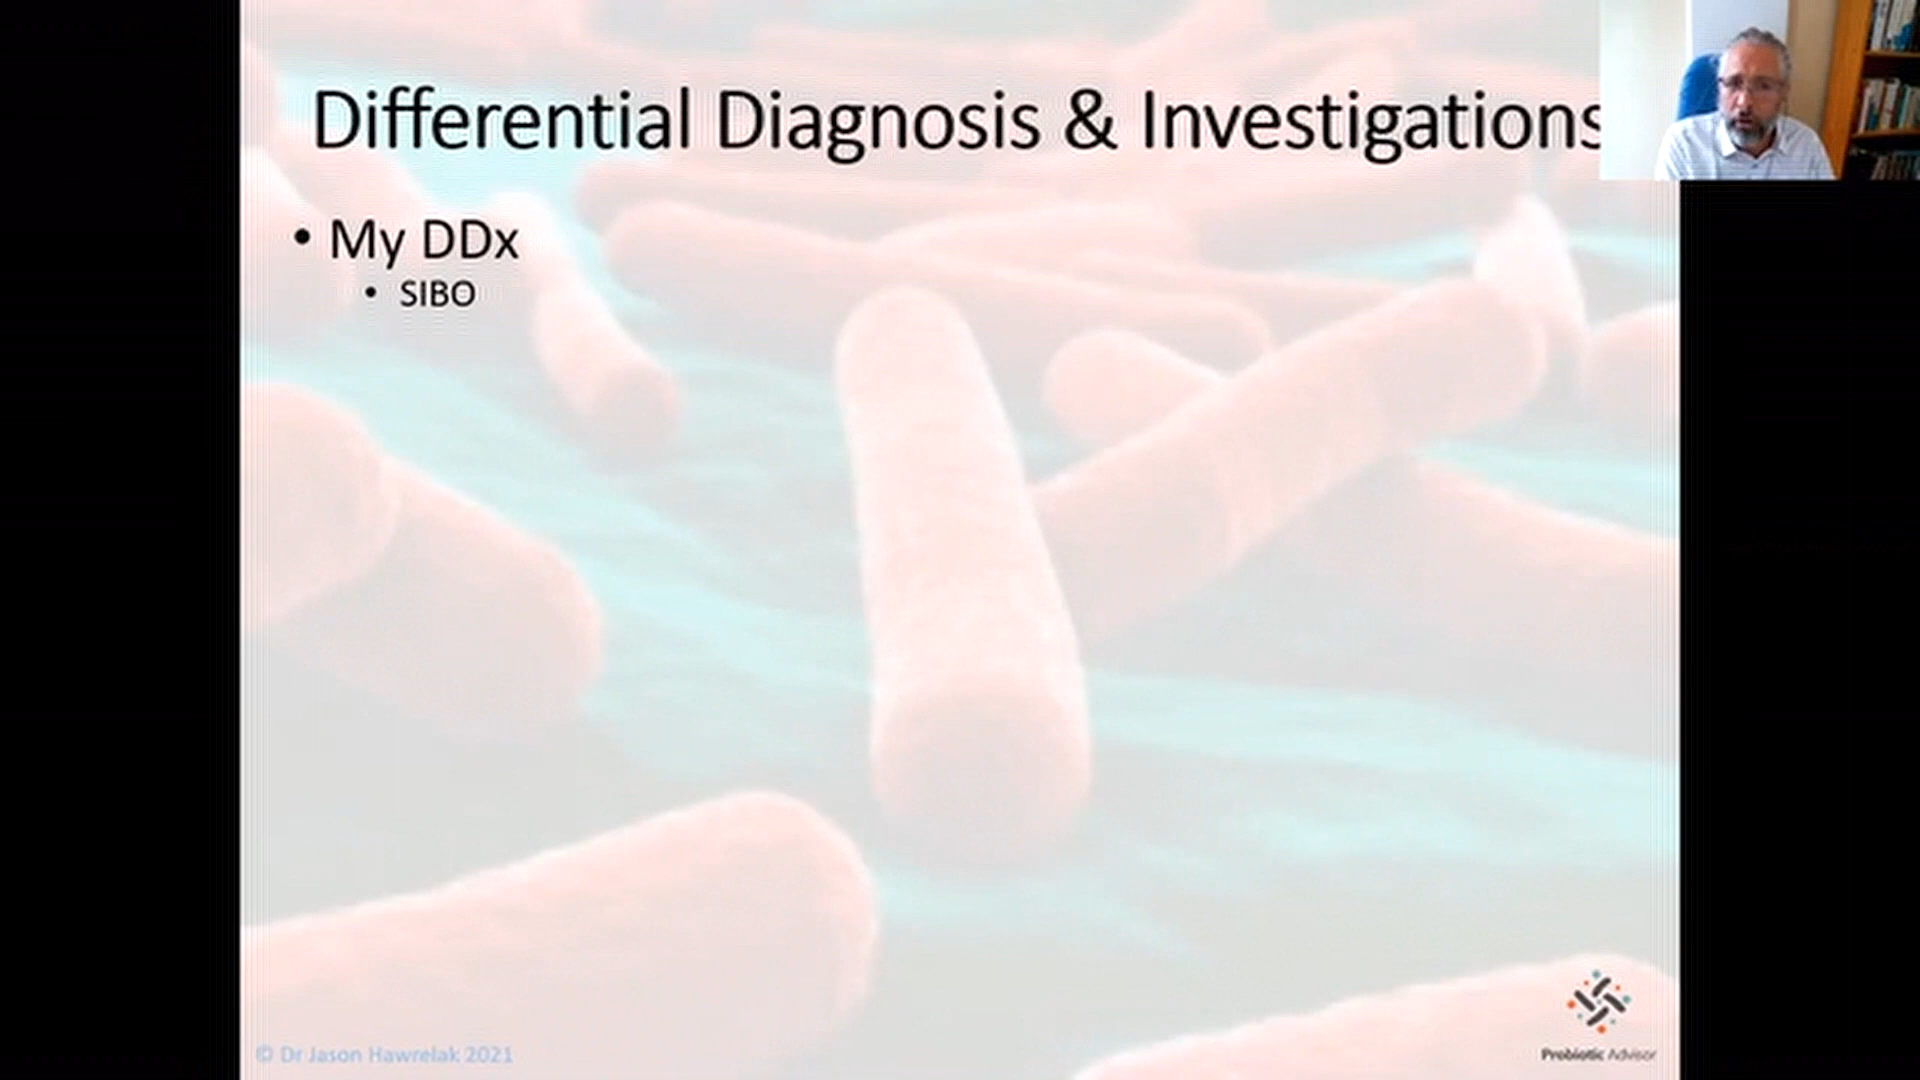 Differential Diagnosis & Investigations
• My DDx
• SIBO
© Dr Jason Hawrelak 2021
Probiotic Advisor